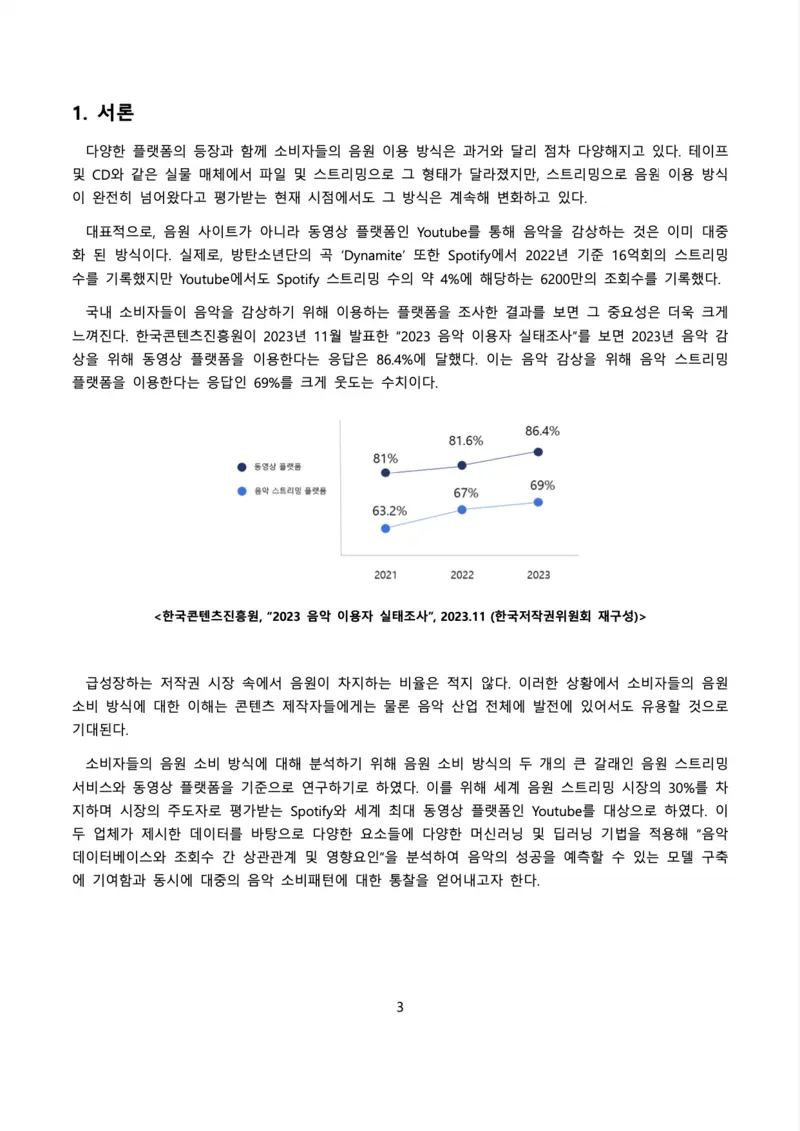 1. 서론
다양한 플랫폼의 등장과 함께 소비자들의 음원 이용 방식은 과거와 달리 점차 다양해지고 있다. 테이프
및 CD와 같은 실물 매체에서 파일 및 스트리밍으로 그 형태가 달라졌지만, 스트리밍으로 음원 이용 방식
이 완전히 넘어왔다고 평가받는 현재 시점에서도 그 방식은 계속해 변화하고 있다.
대표적으로, 음원 사이트가 아니라 동영상 플랫폼인 Youtube를 통해 음악을 감상하는 것은 이미 대중
화 된 방식이다. 실제로, 방탄소년단의 곡 ‘Dynamite’ 또한 Spotify에서 2022년 기준 16억회의 스트리밍
수를 기록했지만 Youtube에서도 Spotify 스트리밍 수의 약 4%에 해당하는 6200만의 조회수를 기록했다.
국내 소비자들이 음악을 감상하기 위해 이용하는 플랫폼을 조사한 결과를 보면 그 중요성은 더욱 크게
느껴진다. 한국콘텐츠진흥원이 2023년 11월 발표한 “2023 음악 이용자 실태조사”를 보면 2023년 음악 감
상을 위해 동영상 플랫폼을 이용한다는 응답은 86.4%에 달했다. 이는 음악 감상을 위해 음악 스트리밍
플랫폼을 이용한다는 응답인 69%를 크게 웃도는 수치이다.
동영상 플랫폼
음악 스트리밍 플랫폼
81%
81.6%
86.4%
63.2%
67%
69%
2021
2022
2023
<한국콘텐츠진흥원, “2023 음악 이용자 실태조사”, 2023.11 (한국저작권위원회 재구성)>
급성장하는 저작권 시장 속에서 음원이 차지하는 비율은 적지 않다. 이러한 상황에서 소비자들의 음원
소비 방식에 대한 이해는 콘텐츠 제작자들에게는 물론 음악 산업 전체에 발전에 있어서도 유용할 것으로
기대된다.
소비자들의 음원 소비 방식에 대해 분석하기 위해 음원 소비 방식의 두 개의 큰 갈래인 음원 스트리밍
서비스와 동영상 플랫폼을 기준으로 연구하기로 하였다. 이를 위해 세계 음원 스트리밍 시장의 30%를 차
지하며 시장의 주도자로 평가받는 Spotify와 세계 최대 동영상 플랫폼인 Youtube를 대상으로 하였다. 이
두 업체가 제시한 데이터를 바탕으로 다양한 요소들에 다양한 머신러닝 및 딥러닝 기법을 적용해 “음악
데이터베이스와 조회수 간 상관관계 및 영향요인”을 분석하여 음악의 성공을 예측할 수 있는 모델 구축
에 기여함과 동시에 대중의 음악 소비패턴에 대한 통찰을 얻어내고자 한다.
3